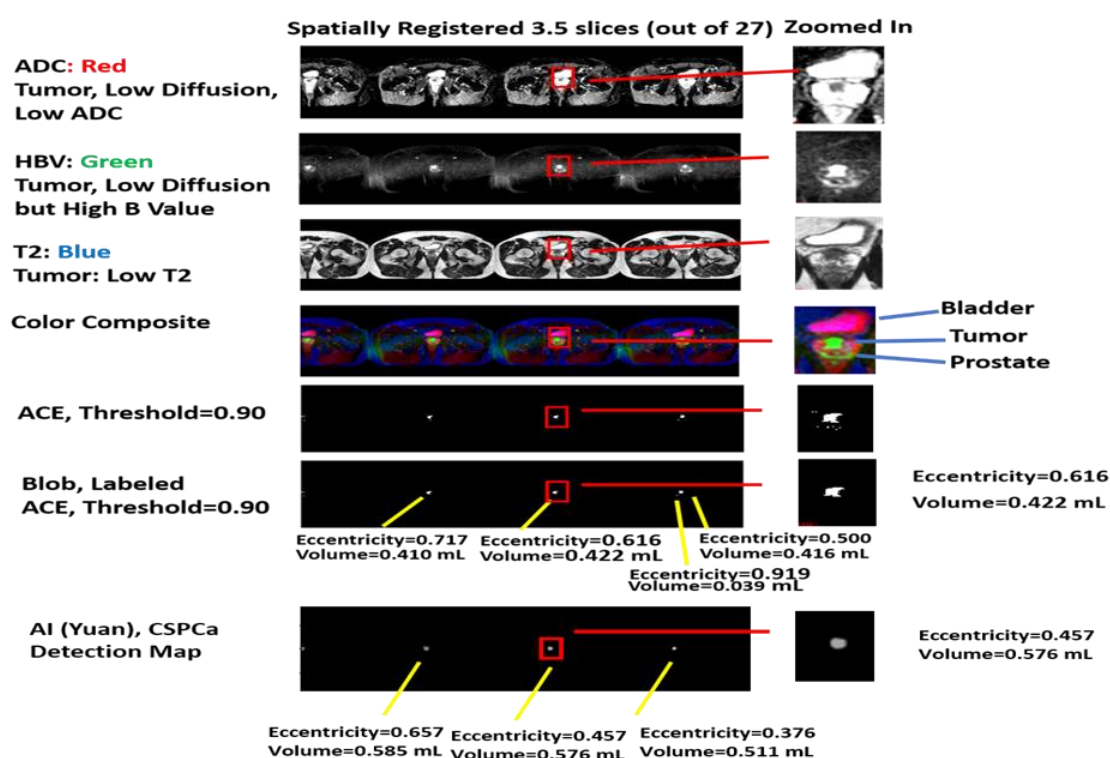 Spatially Registered 3.5 slices (out of 27) Zoomed In
ADC: Red
Tumor, Low Diffusion,
Low ADC
HBV: Green
Tumor, Low Diffusion
but High B Value
T2: Blue
Tumor: Low T2
Color Composite
Bladder
Tumor
Prostate
ACE, Threshold=0.90
Blob, Labeled
ACE, Threshold=0.90
Eccentricity=0.616
Volume=0.422 mL
Eccentricity=0.717
Volume=0.410 mL
Eccentricity=0.616
Volume=0.422 mL
Eccentricity=0.500
Volume=0.416 mL
Eccentricity=0.919
Volume=0.039 mL
AI (Yuan), CSPCa
Detection Map
Eccentricity=0.457
Volume=0.576 mL
Eccentricity=0.657
Volume=0.585 mL
Eccentricity=0.457
Volume=0.576 mL
Eccentricity=0.376
Volume=0.511 mL